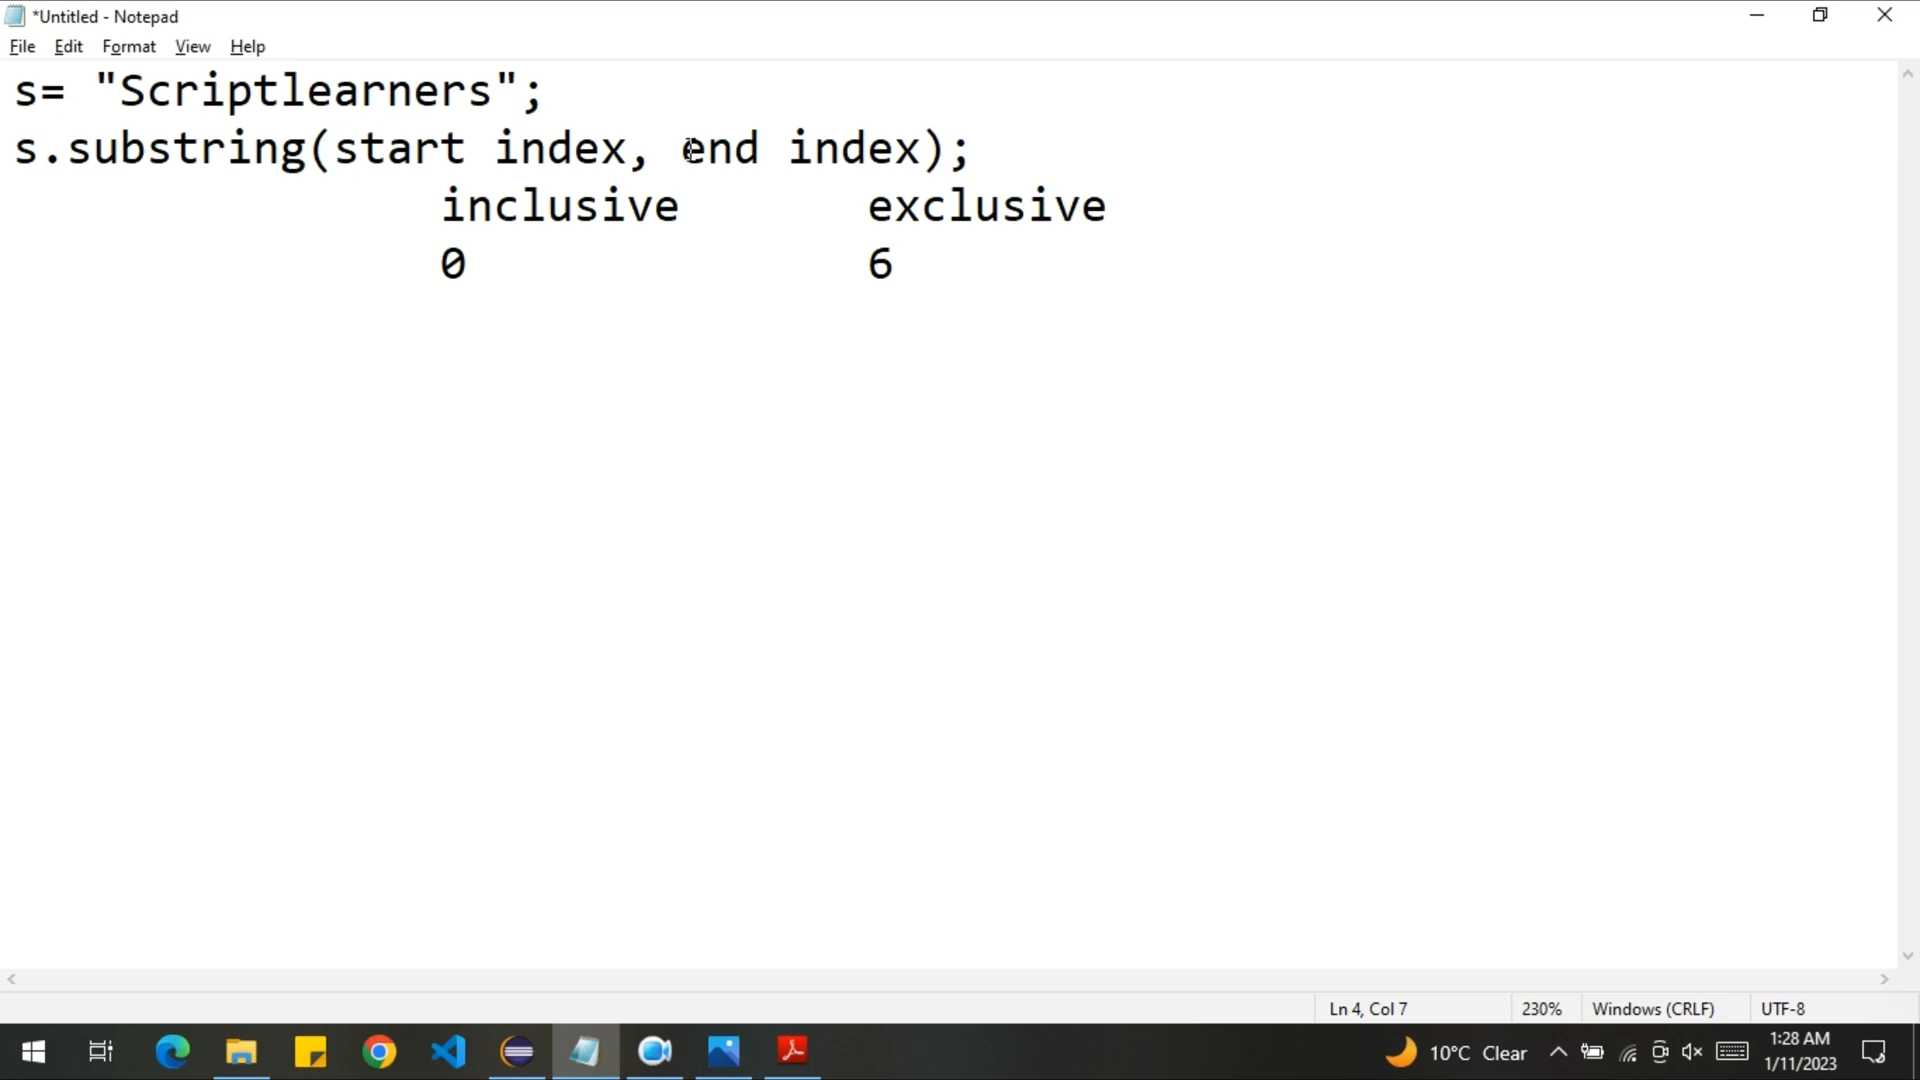 *Untitled - Notepad
File Edit Format View Help
s= "Scriptlearners";
s.substring(start index, end index);
inclusive exclusive
0 6
Ln 4, Col 7 230% Windows (CRLF) UTF-8
10°C Clear 1:28 AM
1/11/2023